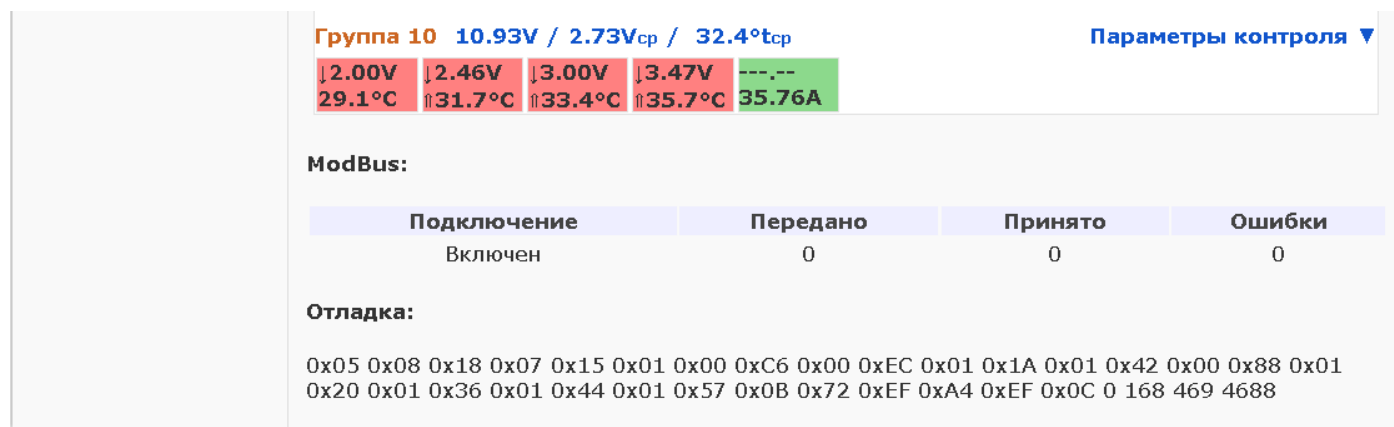 Группа 10 10.93V / 2.73Vср / 32.4°tср Параметры контроля ▼
↓2.00V ↓2.46V ↓3.00V ↓3.47V ---.--
29.1°C ⇑31.7°C ⇑33.4°C ⇑35.7°C 35.76A
ModBus:
Подключение Передано Принято Ошибки
Включен 0 0 0
Отладка:
0x05 0x08 0x18 0x07 0x15 0x01 0x00 0xC6 0x00 0xEC 0x01 0x1A 0x01 0x42 0x00 0x88 0x01
0x20 0x01 0x36 0x01 0x44 0x01 0x57 0x0B 0x72 0xEF 0xA4 0xEF 0x0C 0 168 469 4688